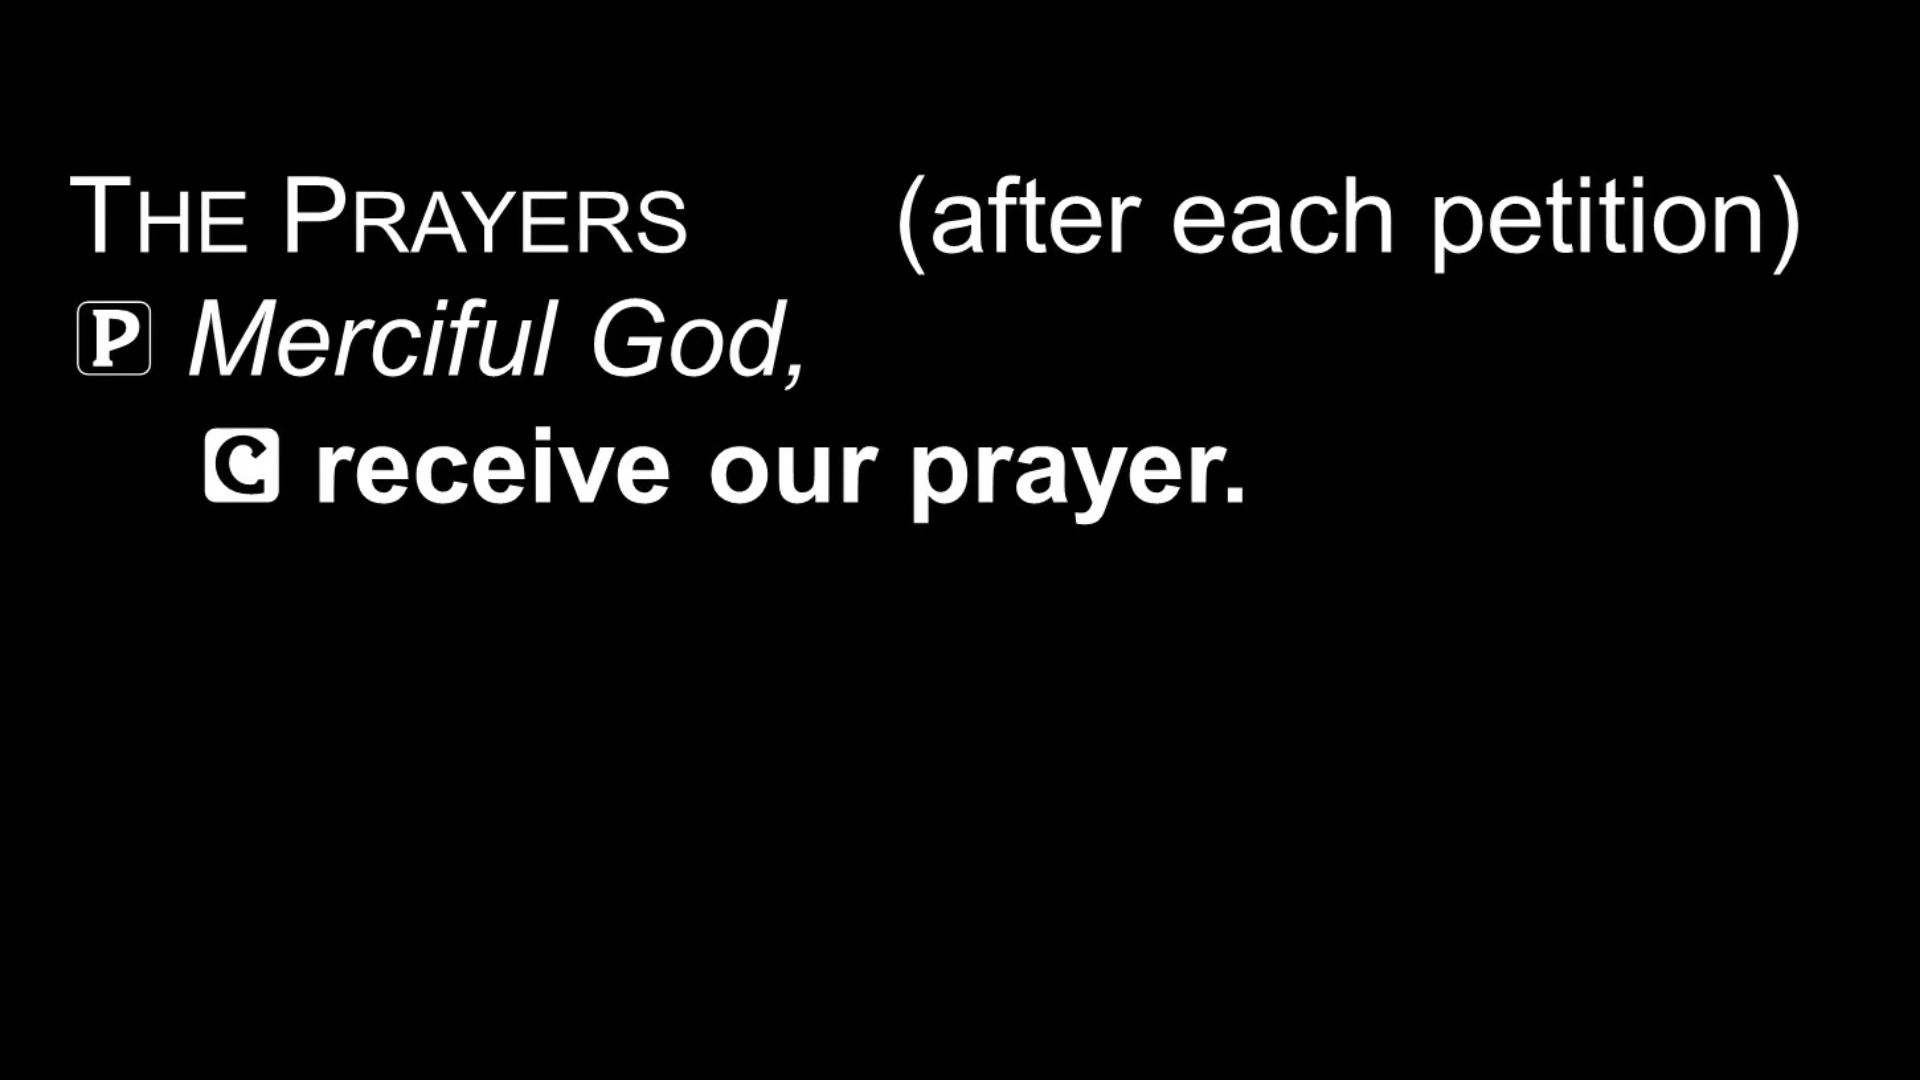 THE PRAYERS (after each petition)
P Merciful God,
C receive our prayer.